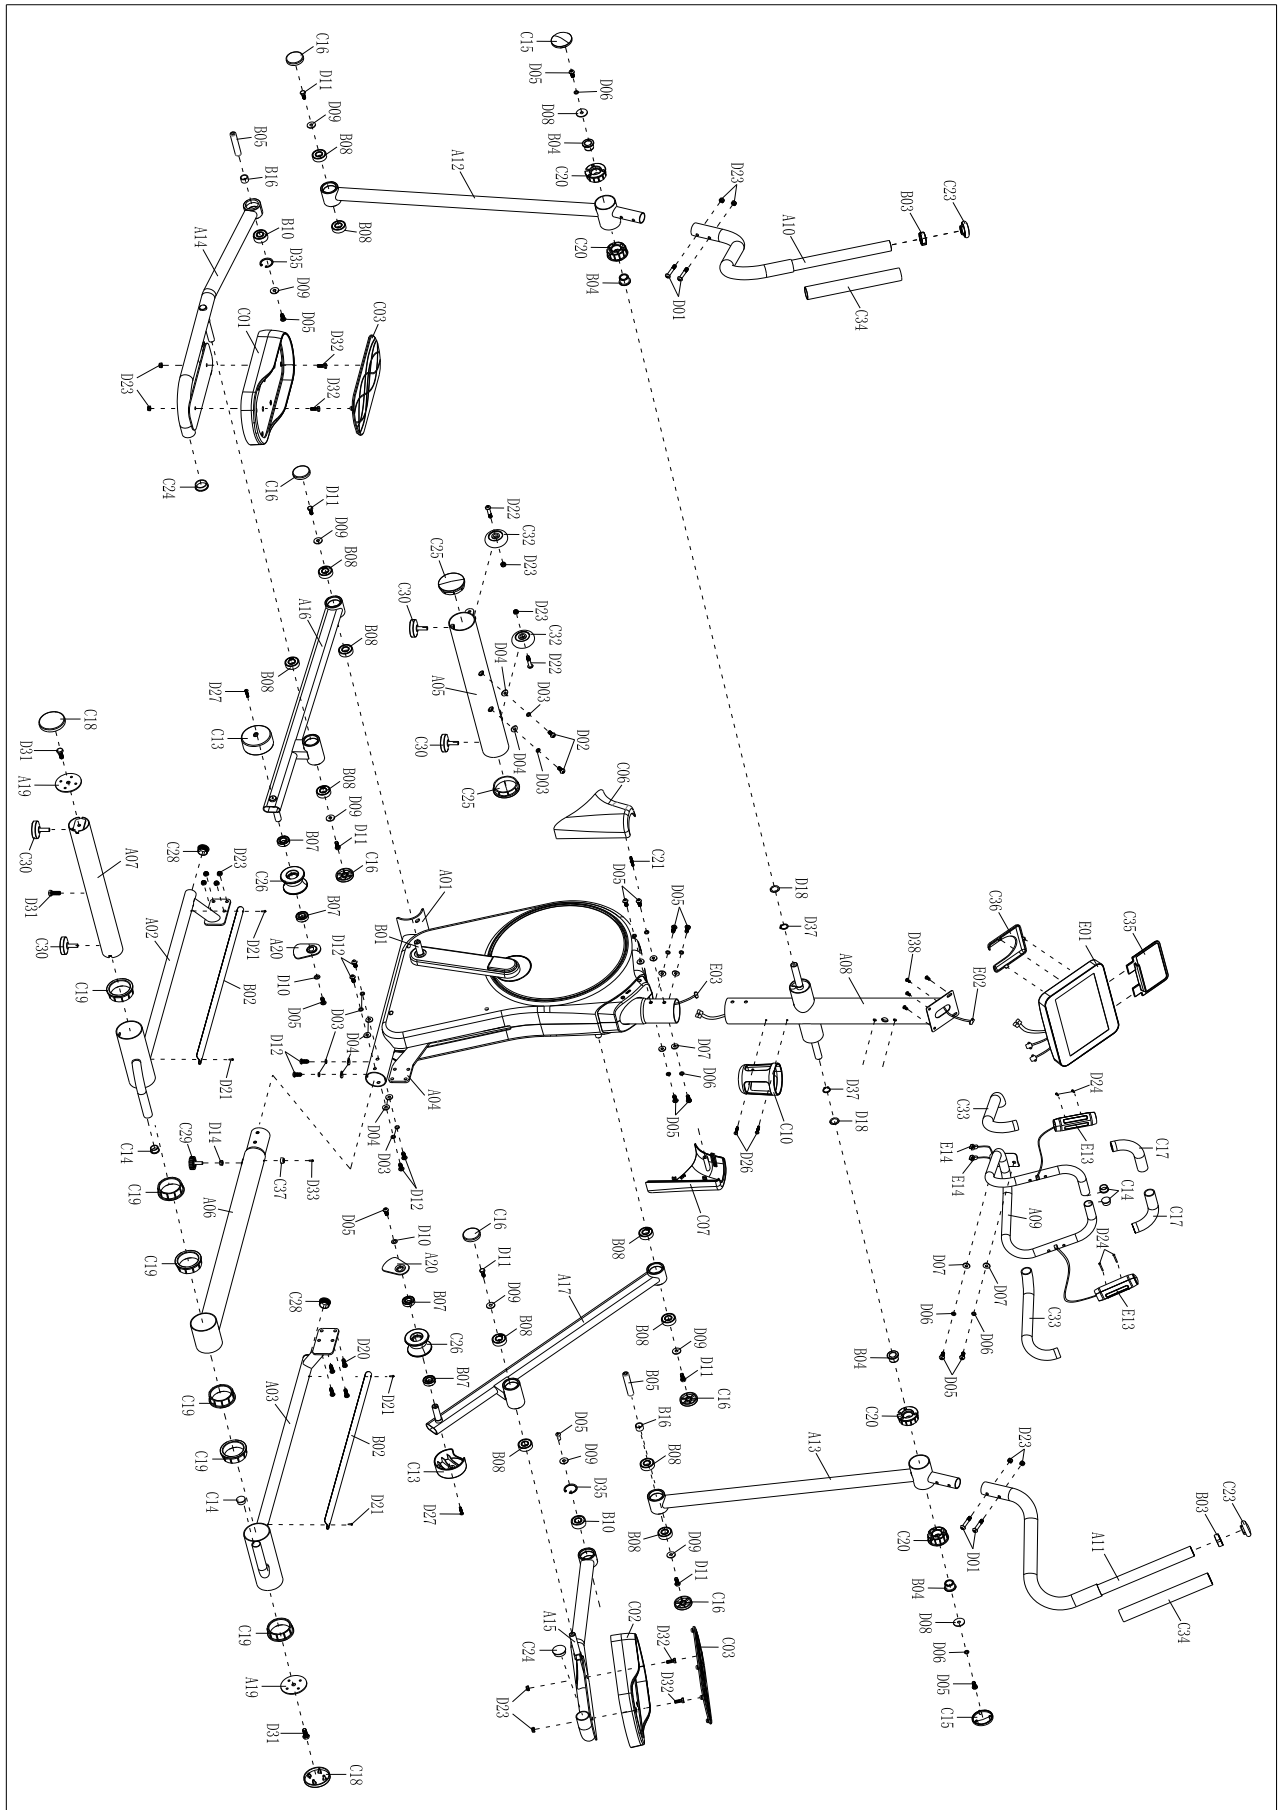 C15
C16
D05
D11
D06
D09
D08
B05
B08
B04
B16
A12
C20
D23
C23
B03
A10
A14
B10
B08
C20
D35
B04
D01
D09
C34
D05
C01
C03
D32
D23
D32
C24
C16
D11
D22
D09
C32
B08
C25
D23
C30
D23
A16
C32
B08
D22
B08
D04
A05
D03
D27
D02
C18
C13
C30
D04
D03
D31
C06
C25
A19
B08
D09
D11
C30
B07
C16
C21
A07
C28
D23
C26
D05
D05
D18
C36
E01
C35
A01
D37
D31
B07
B01
D38
A02
A20
D12
A08
E02
C30
D21
D10
E03
C19
B02
D05
D03
D04
D07
D12
D06
D24
D21
A04
D37
C33
C10
D05
D18
E13
C17
C14
C29
D14
D04
D03
D26
E14
E14
C14
C37
D33
D12
C07
A09
C17
C19
A06
D05
C16
B08
D24
D10
D11
D07
D07
C19
A20
D09
A17
C28
B07
B08
D06
D06
C33
E13
C26
B08
D09
D05
D20
B07
D11
B04
A03
D21
B05
C16
C19
B16
C20
B02
D05
B08
C19
B08
D09
A13
D23
C13
D35
C14
D21
D27
B10
B08
C23
D09
B03
C20
D01
D11
A11
B04
C19
A15
C02
C16
D08
C34
C24
D32
C03
D06
A19
D32
D05
D23
C15
D31
C18